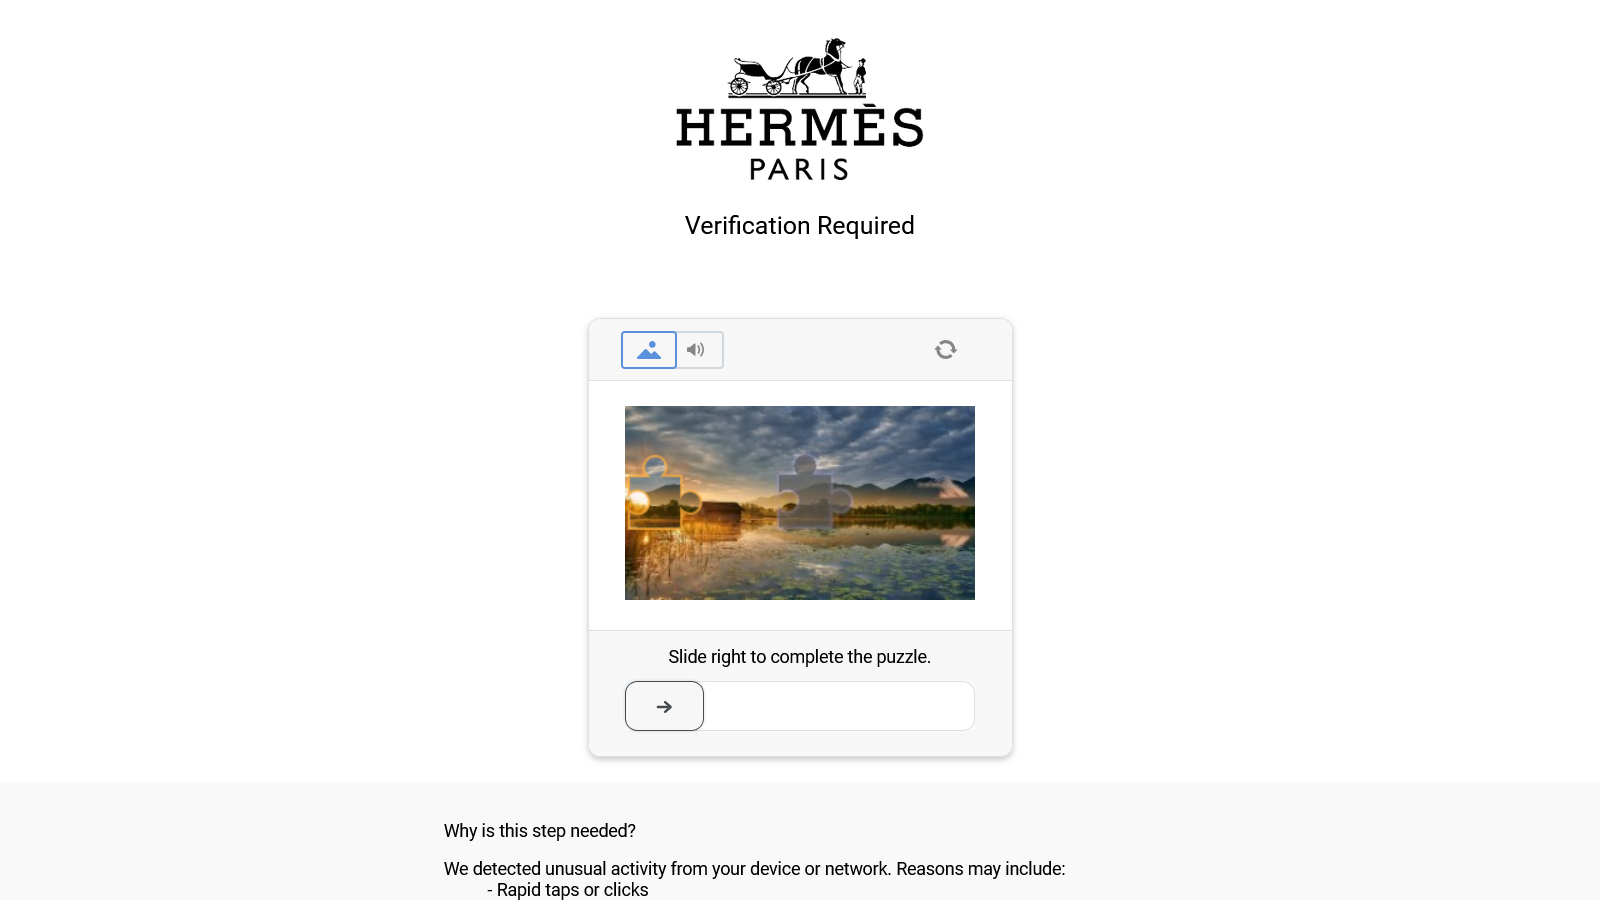 HERMÈS
PARIS
Verification Required
Slide right to complete the puzzle.
Why is this step needed?
We detected unusual activity from your device or network. Reasons may include:
- Rapid taps or clicks